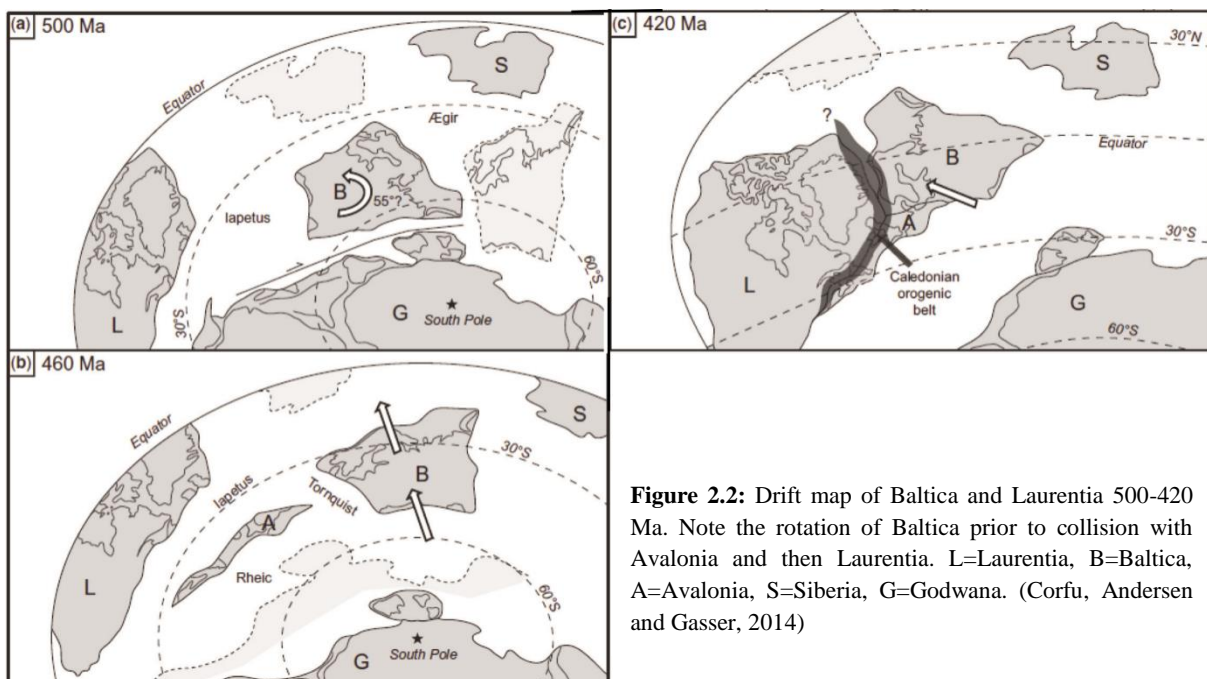 (a) 500 Ma
S
Equator
Ægir
B
55°?
Iapetus
60°S
L
30°S
G
South Pole
(b) 460 Ma
S
Equator
30°S
B
Iapetus
Tornquist
A
Rheic
L
60°S
South Pole
G
(c) 420 Ma
30°N
S
?
Equator
B
A
30°S
Caledonian
orogenic
belt
L
G
60°S
Figure 2.2: Drift map of Baltica and Laurentia 500-420
Ma. Note the rotation of Baltica prior to collision with
Avalonia and then Laurentia. L=Laurentia, B=Baltica,
A=Avalonia, S=Siberia, G=Godwana. (Corfu, Andersen
and Gasser, 2014)